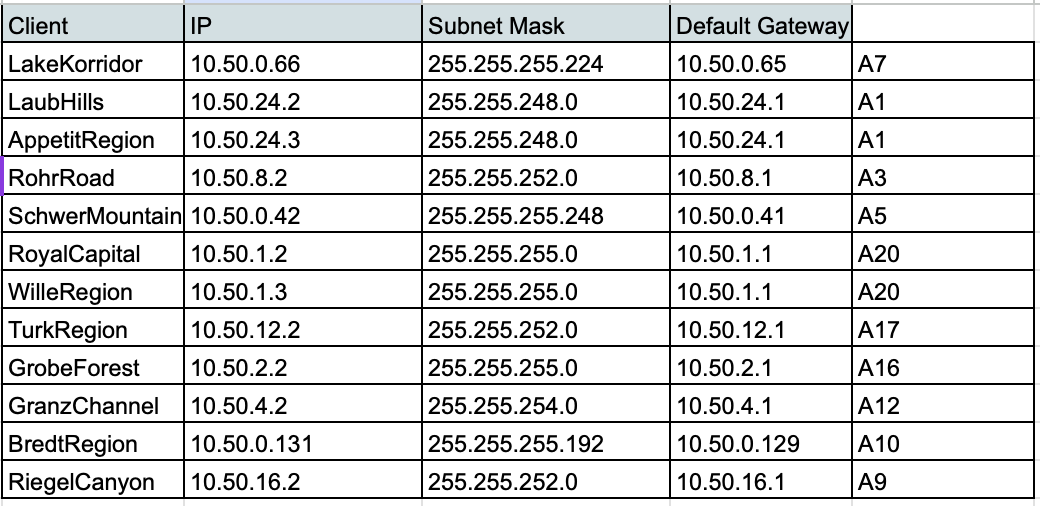 Client IP Subnet Mask Default Gateway
LakeKorridor 10.50.0.66 255.255.255.224 10.50.0.65 A7
LaubHills 10.50.24.2 255.255.248.0 10.50.24.1 A1
AppetitRegion 10.50.24.3 255.255.248.0 10.50.24.1 A1
RohrRoad 10.50.8.2 255.255.252.0 10.50.8.1 A3
SchwerMountain 10.50.0.42 255.255.255.248 10.50.0.41 A5
RoyalCapital 10.50.1.2 255.255.255.0 10.50.1.1 A20
WilleRegion 10.50.1.3 255.255.255.0 10.50.1.1 A20
TurkRegion 10.50.12.2 255.255.252.0 10.50.12.1 A17
GrobeForest 10.50.2.2 255.255.255.0 10.50.2.1 A16
GranzChannel 10.50.4.2 255.255.254.0 10.50.4.1 A12
BredtRegion 10.50.0.131 255.255.255.192 10.50.0.129 A10
RiegelCanyon 10.50.16.2 255.255.252.0 10.50.16.1 A9